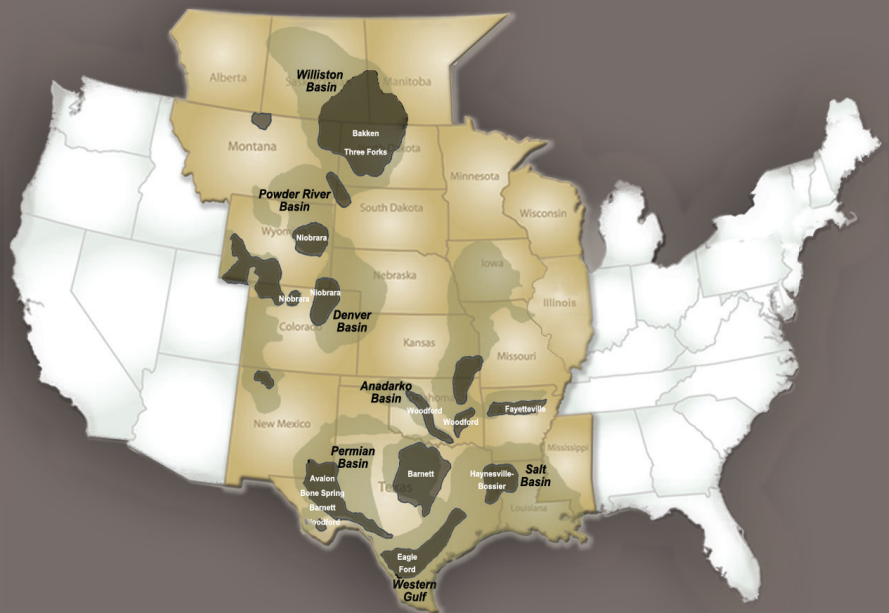 Alberta
Williston
Basin
Manitoba
Bakken
Three Forks
Montana
Minnesota
Powder River
Basin
South Dakota
Wisconsin
Niobrara
Iowa
Nebraska
Niobrara
Niobrara
Illinois
Denver
Basin
Colorado
Kansas
Missouri
Anadarko
Basin
Woodford
Fayetteville
Woodford
New Mexico
Mississippi
Permian
Basin
Avalon
Bone Spring
Barnett
Woodford
Barnett
Texas
Haynesville-
Bossier
Salt
Basin
Louisiana
Eagle
Ford
Western
Gulf